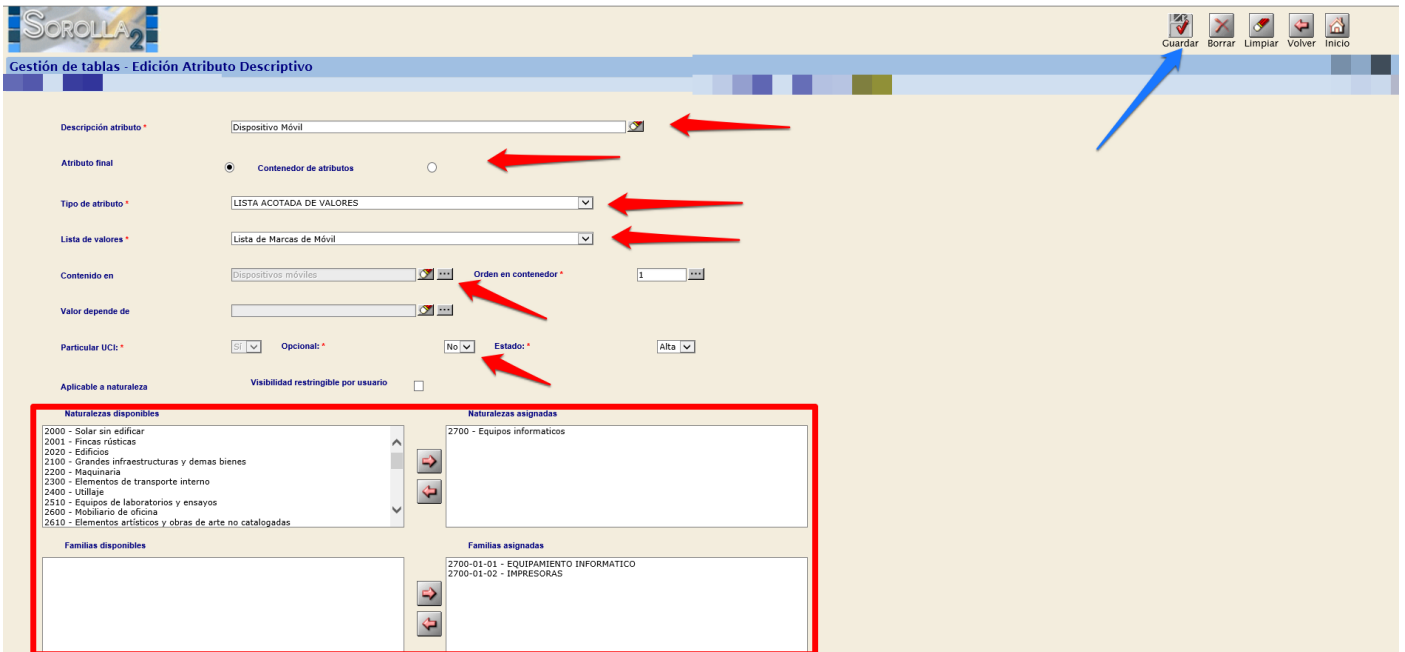 SOROLLA2
Guardar Borrar Limpiar Volver Inicio
Gestión de tablas - Edición Atributo Descriptivo
Descripción atributo * Dispositivo Móvil
Atributo final Contenedor de atributos
Tipo de atributo * LISTA ACOTADA DE VALORES
Lista de valores * Lista de Marcas de Móvil
Contenido en Dispositivos móviles Orden en contenedor * 1
Valor depende de
Particular UCI: * Sí Opcional: * No Estado: * Alta
Aplicable a naturaleza Visibilidad restringible por usuario
Naturalezas disponibles Naturalezas asignadas
2000 - Solar sin edificar 2700 - Equipos informaticos
2001 - Fincas rústicas
2020 - Edificios
2100 - Grandes infraestructuras y demas bienes
2200 - Maquinaria
2300 - Elementos de transporte interno
2400 - Utillaje
2510 - Equipos de laboratorios y ensayos
2600 - Mobiliario de oficina
2610 - Elementos artísticos y obras de arte no catalogadas
Familias disponibles Familias asignadas
2700-01-01 - EQUIPAMIENTO INFORMATICO
2700-01-02 - IMPRESORAS